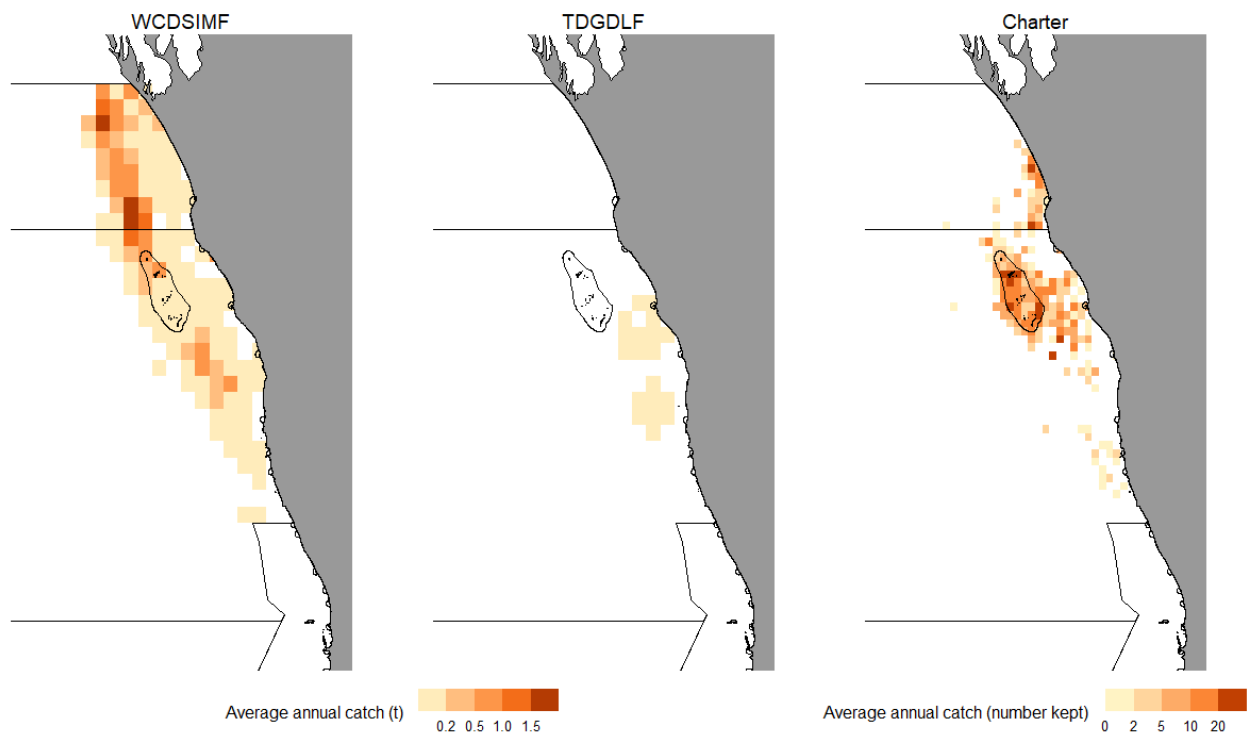 WCDSIMF TDGDLF Charter
Average annual catch (t)
0.2 0.5 1.0 1.5
Average annual catch (number kept)
0 2 5 10 20